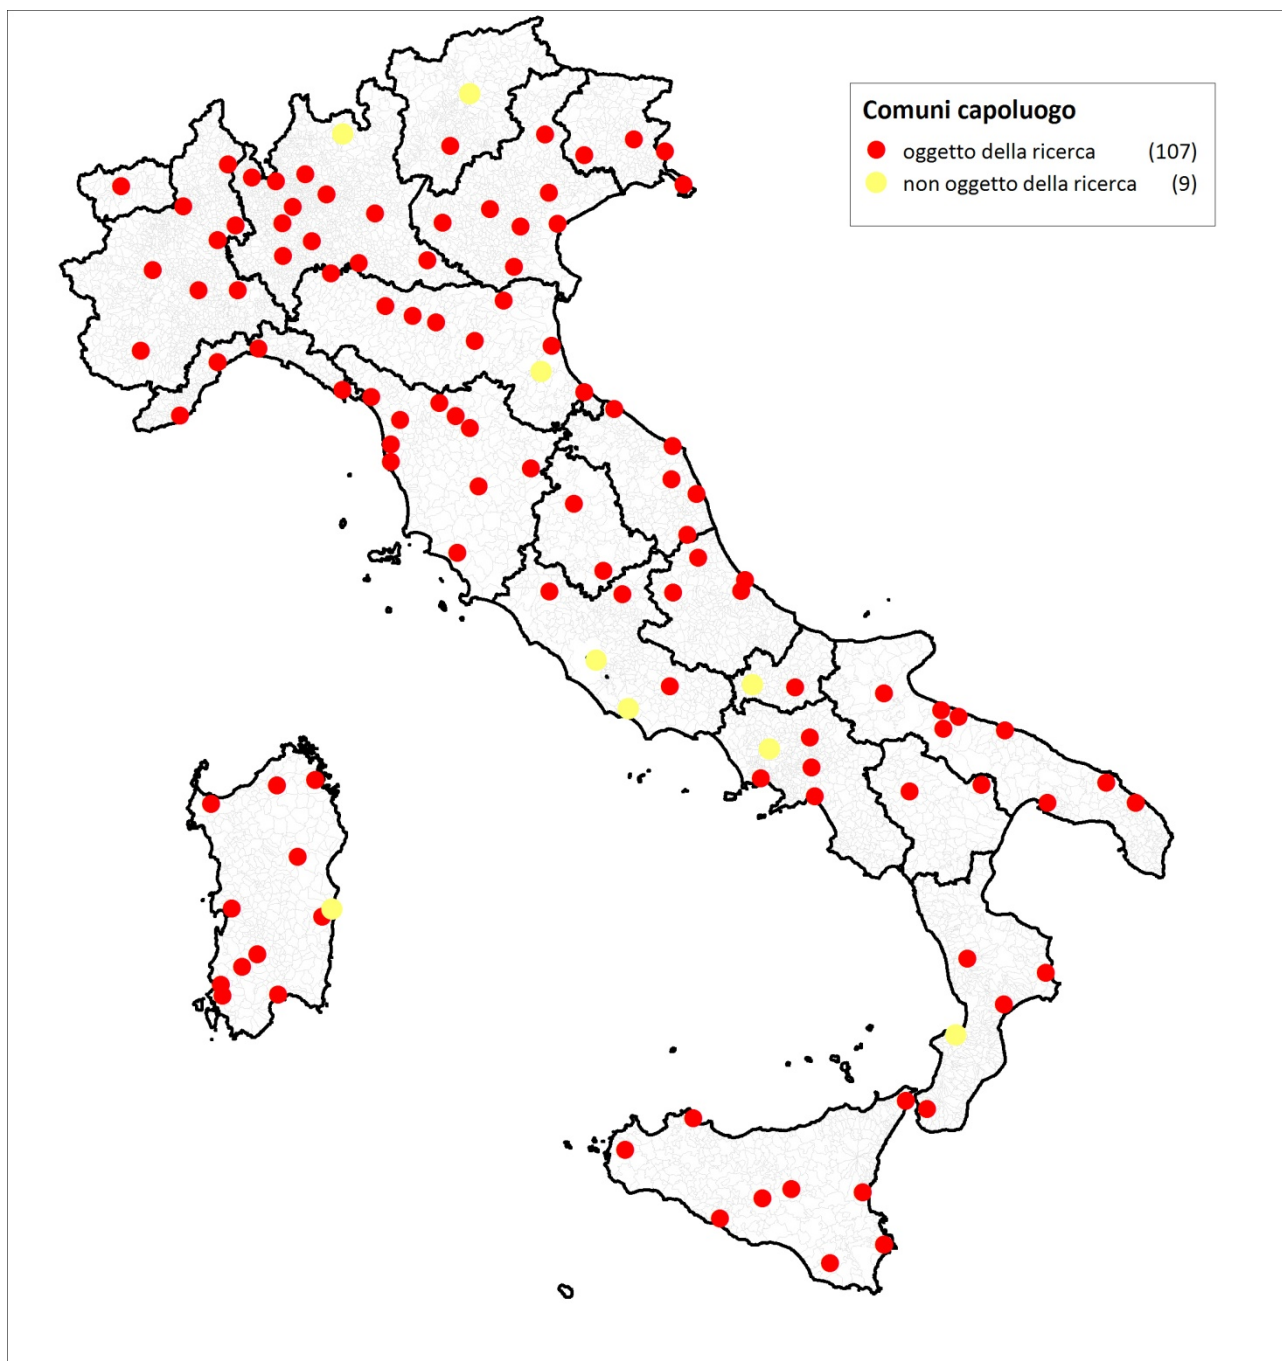 Comuni capoluogo
oggetto della ricerca (107)
non oggetto della ricerca (9)